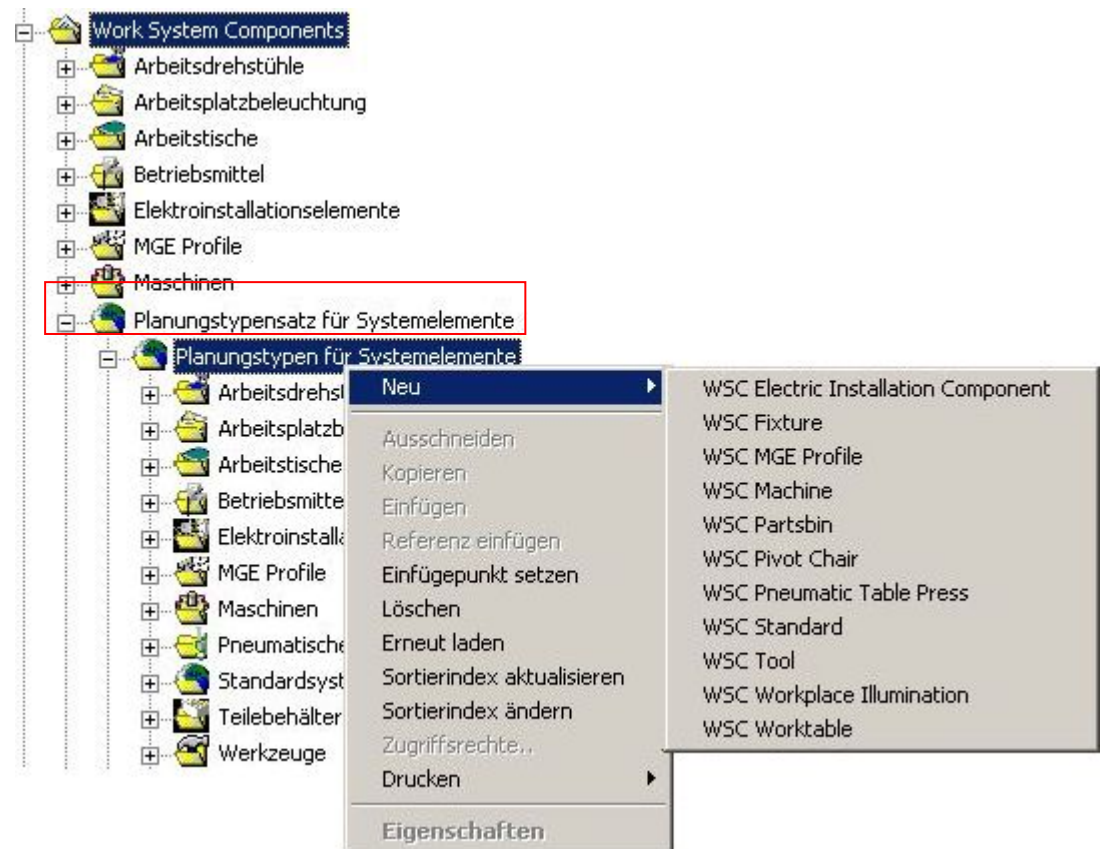 Work System Components
Arbeitsdrehstühle
Arbeitsplatzbeleuchtung
Arbeitstische
Betriebsmittel
Elektroinstallationselemente
MGE Profile
Maschinen
Planungstypensatz für Systemelemente
Planungstypen für Systemelemente
Arbeitsdrehst
Arbeitsplatzb
Arbeitstische
Betriebsmitte
Elektroinstalla
MGE Profile
Maschinen
Pneumatische
Standardsyst
Teilebehälter
Werkzeuge
Neu
Ausschneiden
Kopieren
Einfügen
Referenz einfügen
Einfügepunkt setzen
Löschen
Erneut laden
Sortierindex aktualisieren
Sortierindex ändern
Zugriffsrechte..
Drucken
Eigenschaften
WSC Electric Installation Component
WSC Fixture
WSC MGE Profile
WSC Machine
WSC Partsbin
WSC Pivot Chair
WSC Pneumatic Table Press
WSC Standard
WSC Tool
WSC Workplace Illumination
WSC Worktable